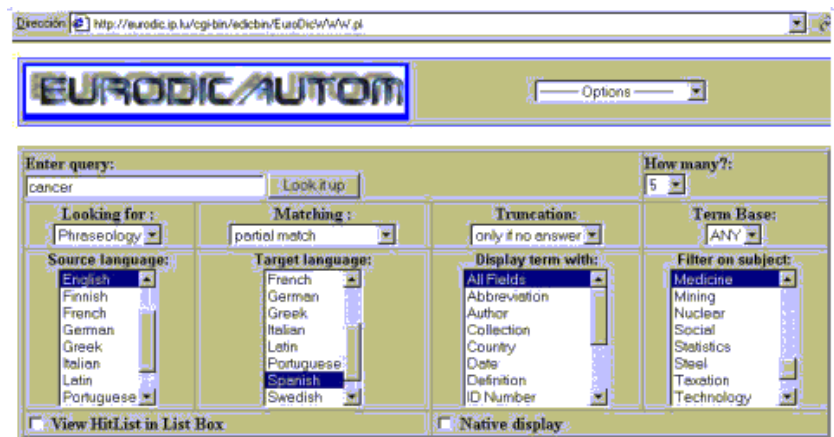 Dirección http://eurodic.ip.lu/cgi-bin/edicbin/EuroDicWWW.pl
EURODIC/AUTOM
Options
Enter query:
How many?:
cancer
Look it up
5
Looking for :
Matching :
Truncation:
Term Base:
Phraseology
partial match
only if no answer
ANY
Source language:
Target language:
Display term with:
Filter on subject:
English
Finnish
French
German
Greek
Italian
Latin
Portuguese
French
German
Greek
Italian
Latin
Portuguese
Spanish
Swedish
All Fields
Abbreviation
Author
Collection
Country
Date
Definition
ID Number
Medicine
Mining
Nuclear
Social
Statistics
Steel
Taxation
Technology
View HitList in List Box
Native display